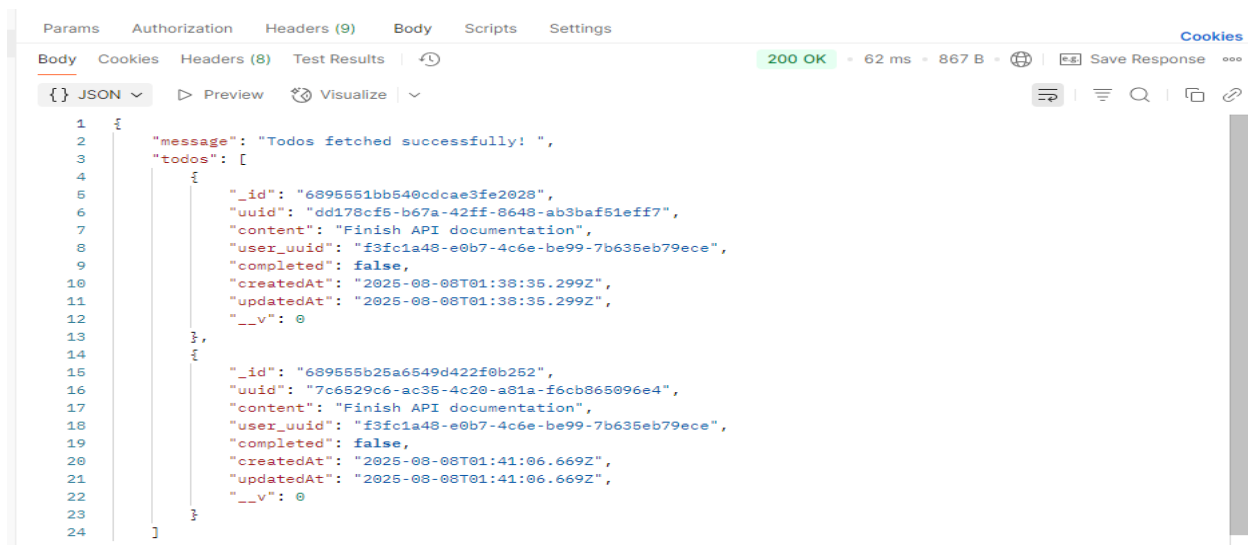 Params Authorization Headers (9) Body Scripts Settings
Cookies
Body Cookies Headers (8) Test Results 200 OK • 62 ms • 867 B • e.g. Save Response
{} JSON Preview Visualize
1 {
2 "message": "Todos fetched successfully! ",
3 "todos": [
4 {
5 "_id": "6895551bb540cdcae3fe2028",
6 "uuid": "dd178cf5-b67a-42ff-8648-ab3baf51eff7",
7 "content": "Finish API documentation",
8 "user_uuid": "f3fc1a48-e0b7-4c6e-be99-7b635eb79ece",
9 "completed": false,
10 "createdAt": "2025-08-08T01:38:35.299Z",
11 "updatedAt": "2025-08-08T01:38:35.299Z",
12 "__v": 0
13 },
14 {
15 "_id": "689555b25a6549d422f0b252",
16 "uuid": "7c6529c6-ac35-4c20-a81a-f6cb865096e4",
17 "content": "Finish API documentation",
18 "user_uuid": "f3fc1a48-e0b7-4c6e-be99-7b635eb79ece",
19 "completed": false,
20 "createdAt": "2025-08-08T01:41:06.669Z",
21 "updatedAt": "2025-08-08T01:41:06.669Z",
22 "__v": 0
23 }
24 ]